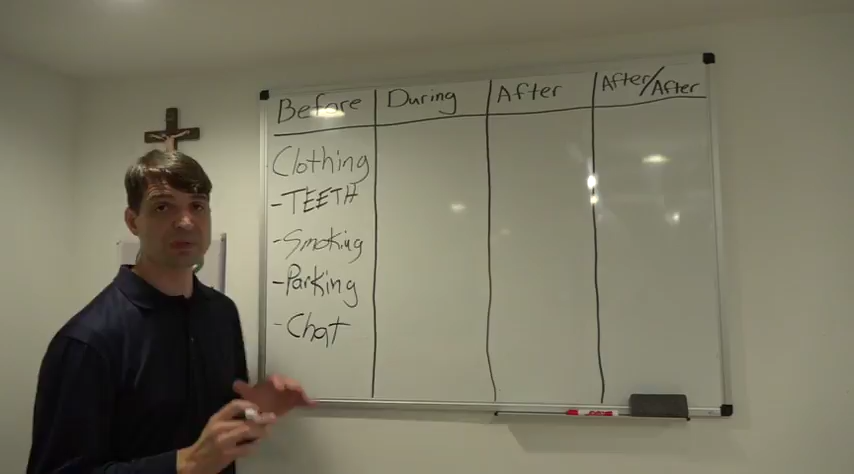 Before During After After/After
Clothing
-TEETH
-Smoking
-Parking
-Chat